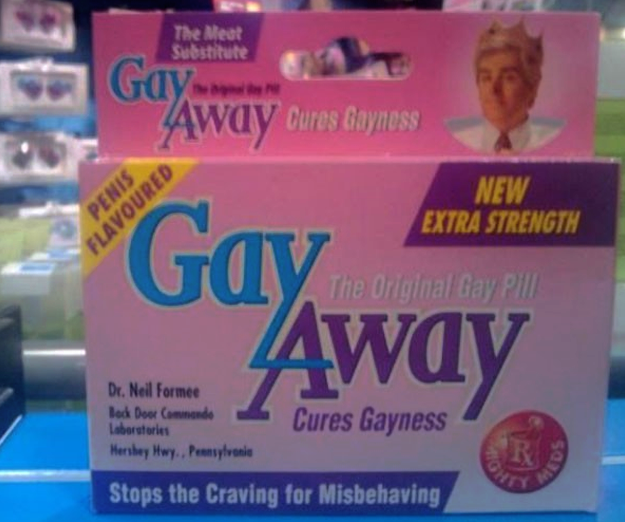 The Meat
Substitute
Gay
The Original Gay Pill
Away
Cures Gayness
PENIS
FLAVOURED
NEW
EXTRA STRENGTH
Gay
The Original Gay Pill
Away
Cures Gayness
Dr. Neil Formee
Back Door Commando
Laboratories
Hershey Hwy., Pennsylvania
Rx
MIGHTY MEDS
Stops the Craving for Misbehaving